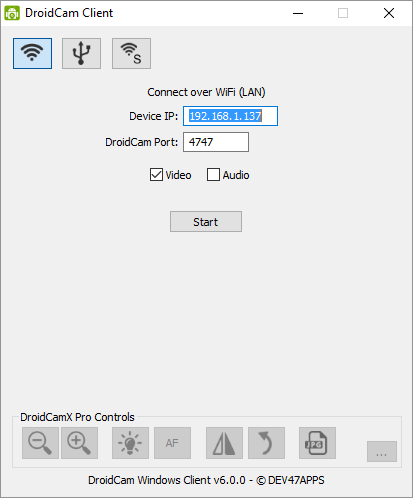 DroidCam Client
S
Connect over WiFi (LAN)
Device IP: 192.168.1.137
DroidCam Port: 4747
Video Audio
Start
DroidCamX Pro Controls
AF JPG ...
DroidCam Windows Client v6.0.0 - © DEV47APPS